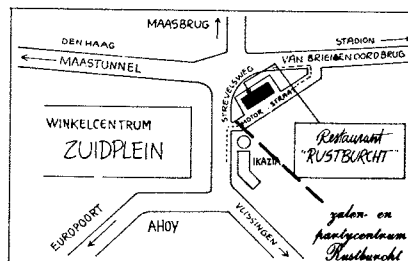 MAASBRUG
DEN HAAG
MAASTUNNEL
STADION
VAN BRIENENOORDBRUG
STREVELSWEG
MOTORSTRAAT
WINKELCENTRUM
ZUIDPLEIN
Restaurant
"RUSTBURCHT"
IKAZIA
EUROPOORT
AHOY
VLISSINGEN
zalen- en
partycentrum
Rustburcht